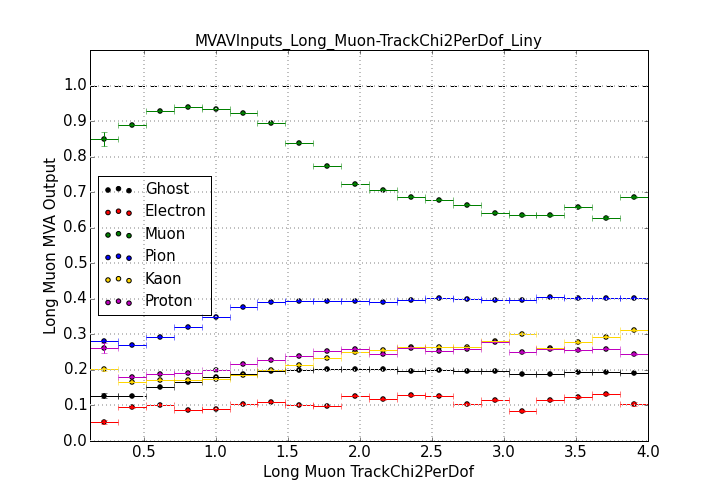 MVAVInputs_Long_Muon-TrackChi2PerDof_Liny
1.0
0.9
0.8
0.7
0.6
0.5
0.4
0.3
0.2
0.1
0.0
Long Muon MVA Output
Ghost
Electron
Muon
Pion
Kaon
Proton
0.5 1.0 1.5 2.0 2.5 3.0 3.5 4.0
Long Muon TrackChi2PerDof